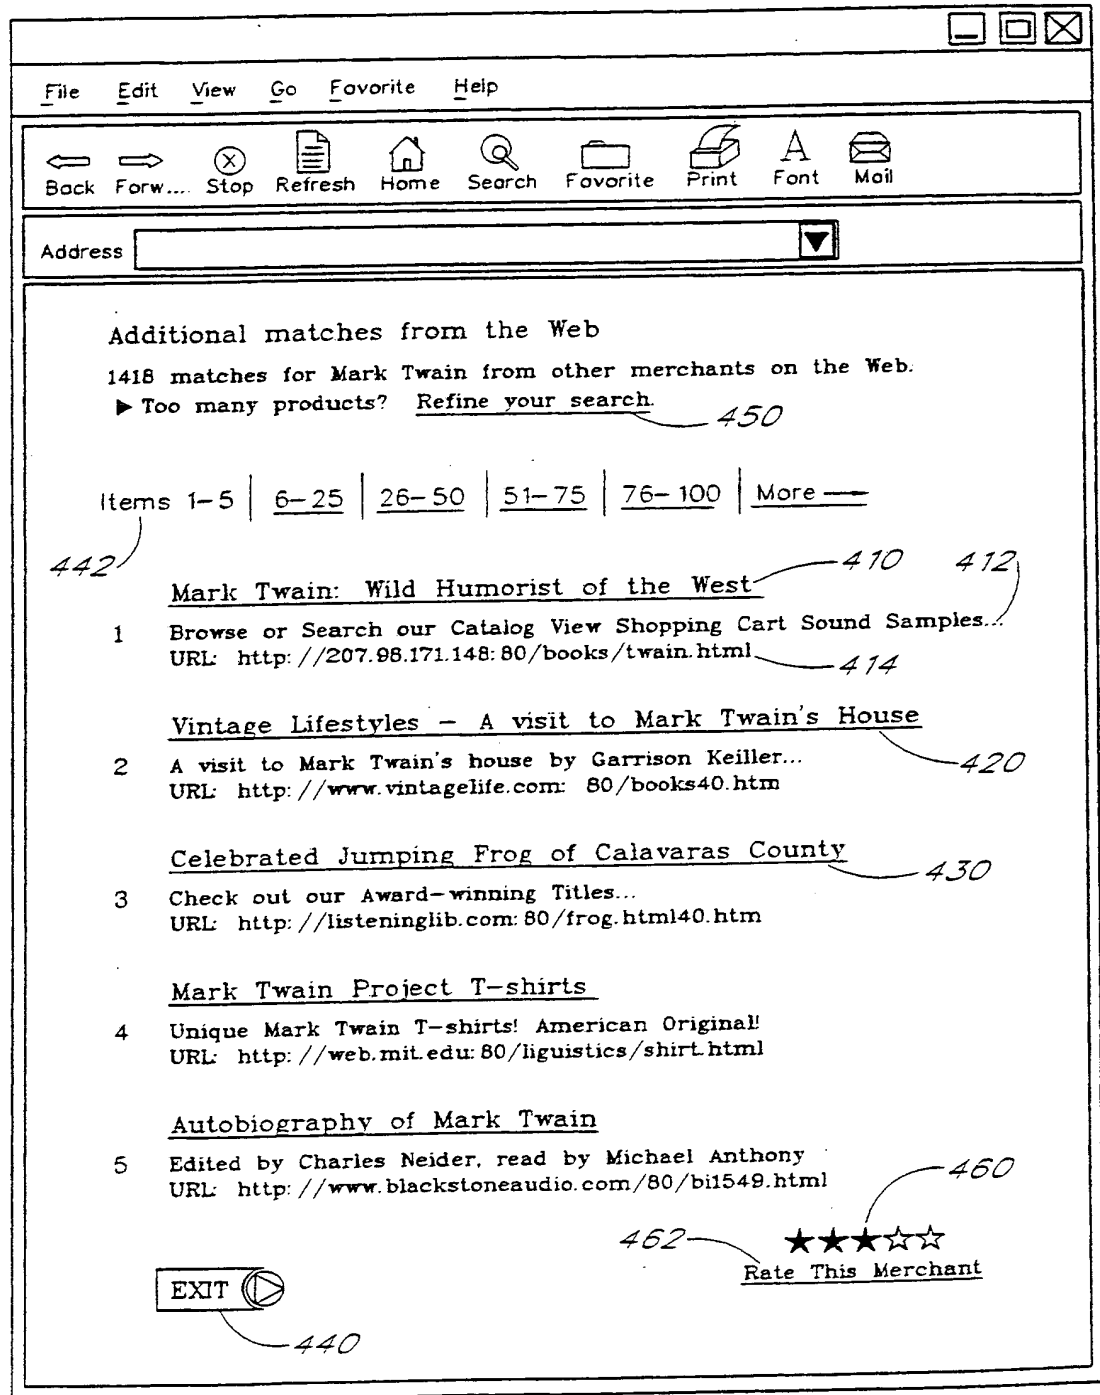 File Edit View Go Favorite Help
Back Forw.... Stop Refresh Home Search Favorite Print Font Mail
A
Address
Additional matches from the Web
1418 matches for Mark Twain from other merchants on the Web.
Too many products? Refine your search.
450
Items 1-5 | 6-25 | 26-50 | 51-75 | 76-100 | More
442
410
412
Mark Twain: Wild Humorist of the West
1 Browse or Search our Catalog View Shopping Cart Sound Samples...
URL: http://207.98.171.148:80/books/twain.html
414
Vintage Lifestyles - A visit to Mark Twain's House
420
2 A visit to Mark Twain's house by Garrison Keiller...
URL: http://www.vintagelife.com: 80/books40.htm
Celebrated Jumping Frog of Calavaras County
430
3 Check out our Award-winning Titles...
URL: http://listeninglib.com:80/frog.html40.htm
Mark Twain Project T-shirts
4 Unique Mark Twain T-shirts! American Original!
URL: http://web.mit.edu:80/liguistics/shirt.html
Autobiography of Mark Twain
5 Edited by Charles Neider, read by Michael Anthony
URL: http://www.blackstoneaudio.com/80/bi1549.html
460
462
Rate This Merchant
EXIT
440